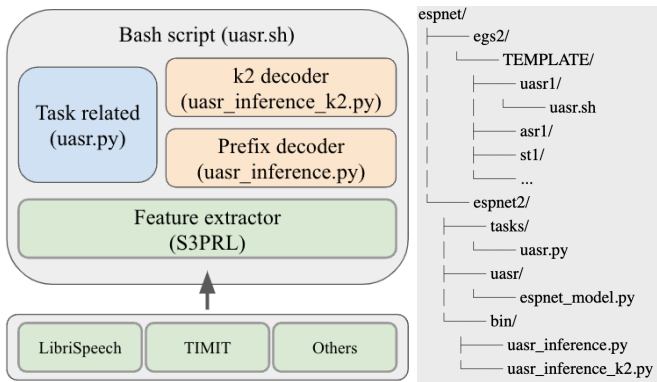 Bash script (uasr.sh)
Task related
(uasr.py)
k2 decoder
(uasr_inference_k2.py)
Prefix decoder
(uasr_inference.py)
Feature extractor
(S3PRL)
LibriSpeech
TIMIT
Others
espnet/
egs2/
TEMPLATE/
uasr1/
uasr.sh
asr1/
st1/
...
espnet2/
tasks/
uasr.py
uasr/
espnet_model.py
bin/
uasr_inference.py
uasr_inference_k2.py